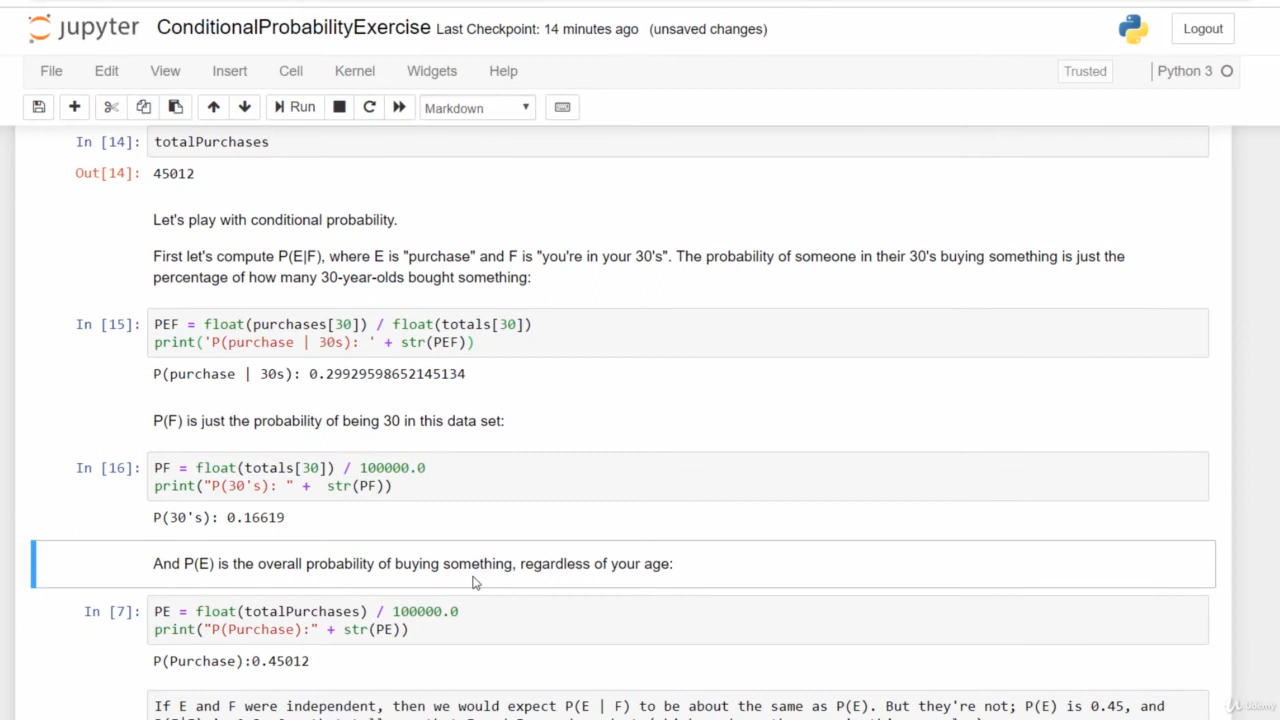 jupyter ConditionalProbabilityExercise Last Checkpoint: 14 minutes ago (unsaved changes) Logout
File Edit View Insert Cell Kernel Widgets Help Trusted Python 3
Run Markdown
In [14]: totalPurchases
Out[14]: 45012
Let's play with conditional probability.
First let's compute P(E|F), where E is "purchase" and F is "you're in your 30's". The probability of someone in their 30's buying something is just the
percentage of how many 30-year-olds bought something:
In [15]: PEF = float(purchases[30]) / float(totals[30])
print('P(purchase | 30s): ' + str(PEF))
P(purchase | 30s): 0.29929598652145134
P(F) is just the probability of being 30 in this data set:
In [16]: PF = float(totals[30]) / 100000.0
print("P(30's): " + str(PF))
P(30's): 0.16619
And P(E) is the overall probability of buying something, regardless of your age:
In [7]: PE = float(totalPurchases) / 100000.0
print("P(Purchase):" + str(PE))
P(Purchase):0.45012
If E and F were independent, then we would expect P(E | F) to be about the same as P(E). But they're not; P(E) is 0.45, and
Udemy